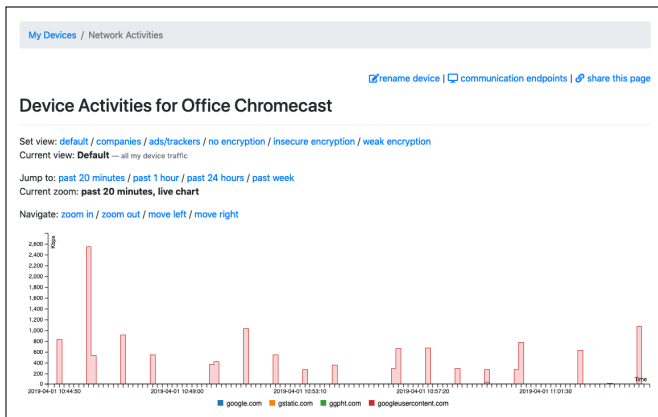 My Devices / Network Activities
rename device | communication endpoints | share this page
Device Activities for Office Chromecast
Set view: default / companies / ads/trackers / no encryption / insecure encryption / weak encryption
Current view: Default — all my device traffic
Jump to: past 20 minutes / past 1 hour / past 24 hours / past week
Current zoom: past 20 minutes, live chart
Navigate: zoom in / zoom out / move left / move right
Kbps
2,600
2,400
2,200
2,000
1,800
1,600
1,400
1,200
1,000
800
600
400
200
0
Time
2019-04-01 10:44:50 2019-04-01 10:49:00 2019-04-01 10:53:10 2019-04-01 10:57:20 2019-04-01 11:01:30
google.com gstatic.com ggpht.com googleusercontent.com